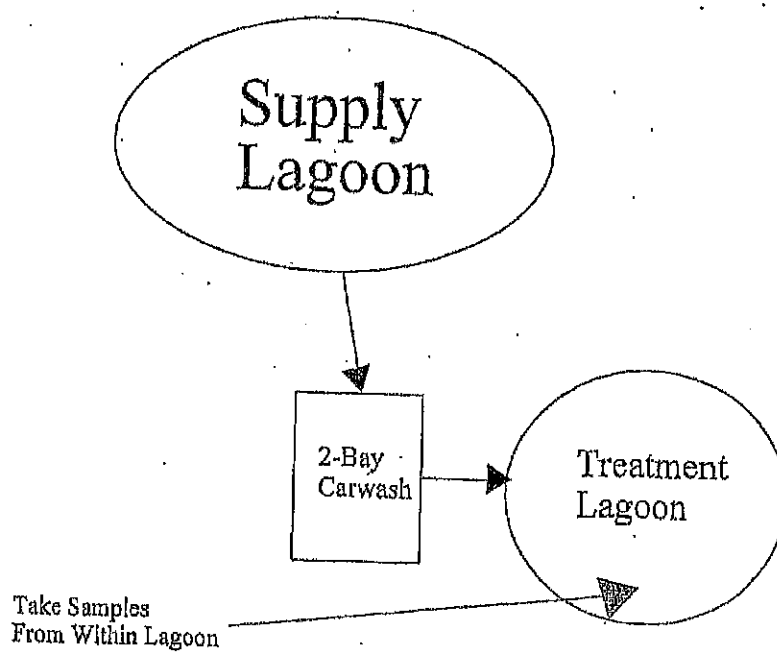 Supply
Lagoon
2-Bay
Carwash
Treatment
Lagoon
Take Samples
From Within Lagoon